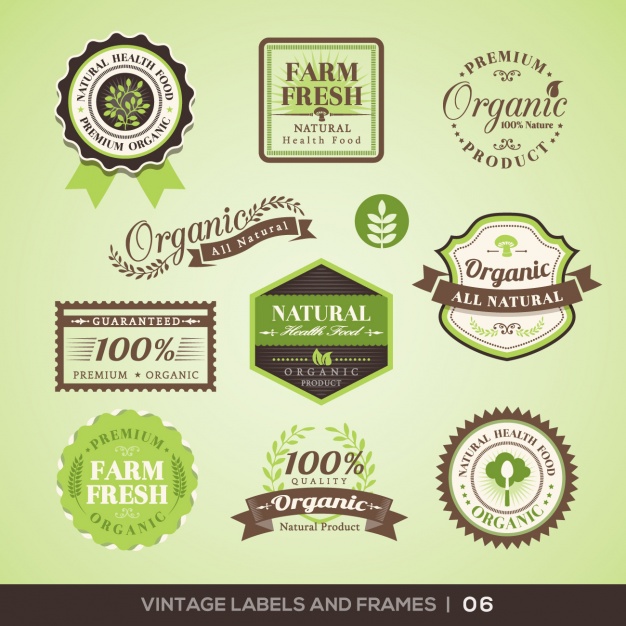 NATURAL HEALTH FOOD
PREMIUM ORGANIC
FARM
FRESH
NATURAL
Health Food
PREMIUM
Organic
100% Nature
PRODUCT
Organic
All Natural
Organic
ALL NATURAL
GUARANTEED
100%
PREMIUM ORGANIC
NATURAL
Health Food
ORGANIC
PRODUCT
PREMIUM
FARM
FRESH
ORGANIC
100%
QUALITY
Organic
Natural Product
NATURAL HEALTH FOOD
ORGANIC
VINTAGE LABELS AND FRAMES | 06